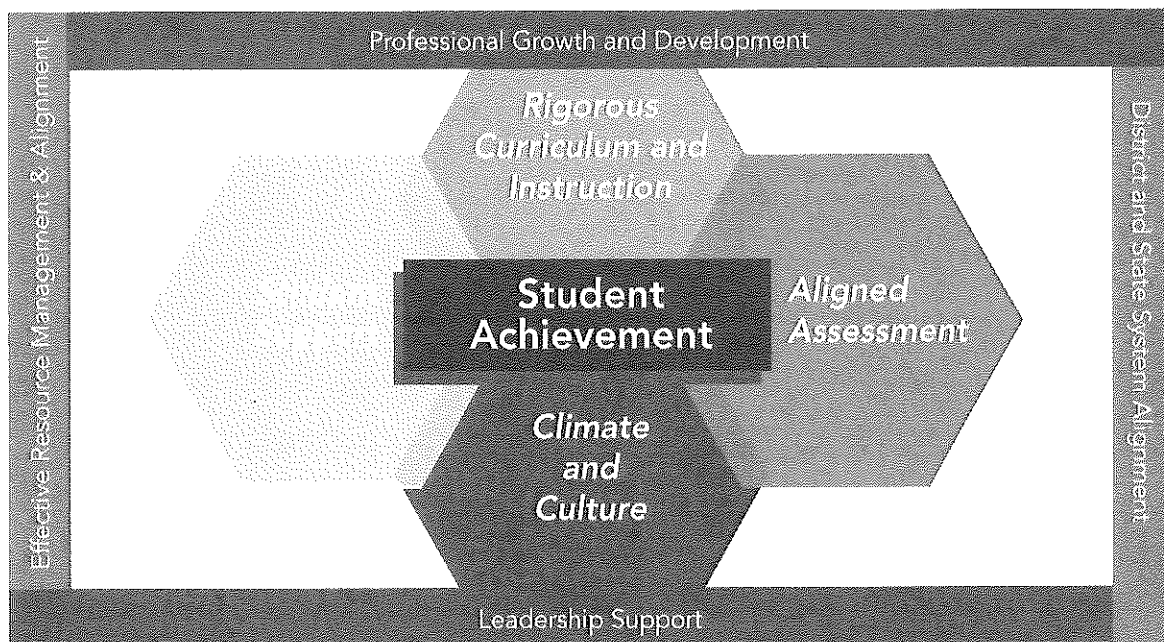 Professional Growth and Development
Effective Resource Management & Alignment
Rigorous
Curriculum and
Instruction
Student
Achievement
Aligned
Assessment
Climate
and
Culture
District and State System Alignment
Leadership Support